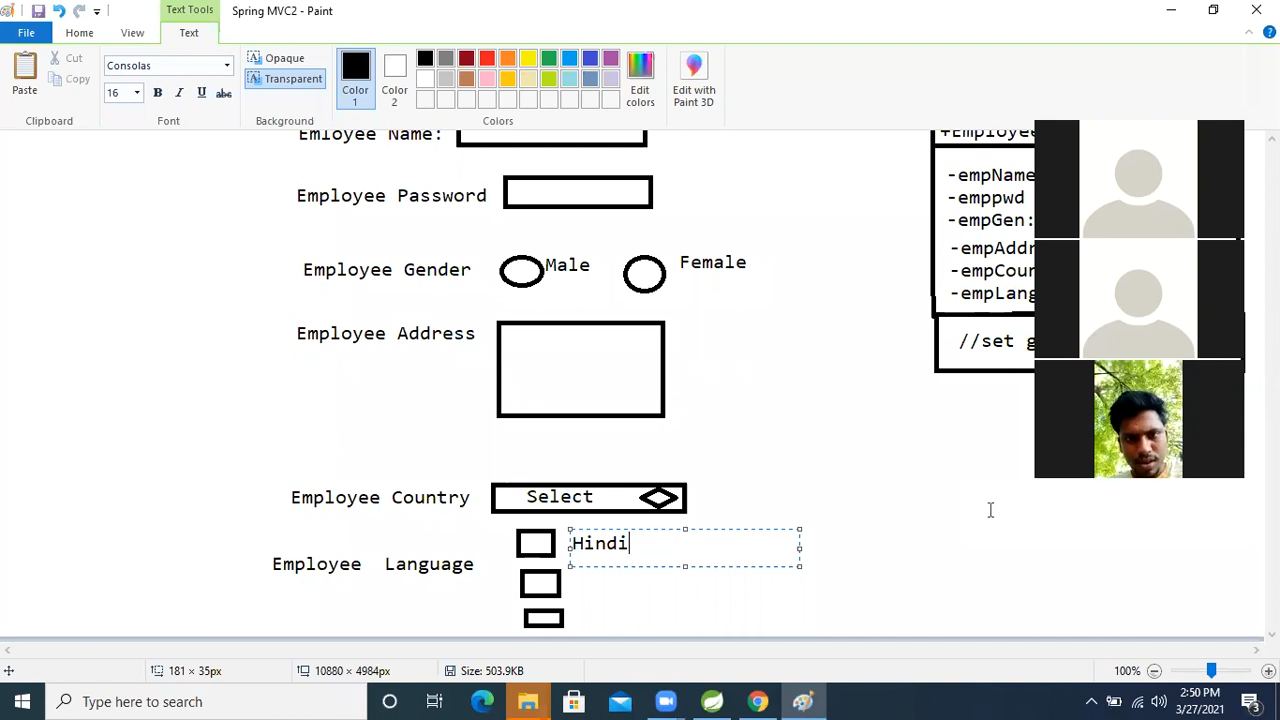 Spring MVC2 - Paint
Text Tools
File
Home
View
Text
Paste
Cut
Copy
Clipboard
Consolas
16
B I U abc
Font
Opaque
Transparent
Background
Color 1
Color 2
Edit colors
Colors
Edit with Paint 3D
Emloyee Name:
Employee Password
Employee Gender
Male
Female
Employee Address
Employee Country
Select
Employee Language
Hindi
+Employee
-empName
-emppwd
-empGen:
-empAddr
-empCour
-empLang
//set g
181 × 35px
10880 × 4984px
Size: 503.9KB
100%
Type here to search
2:50 PM
3/27/2021
3